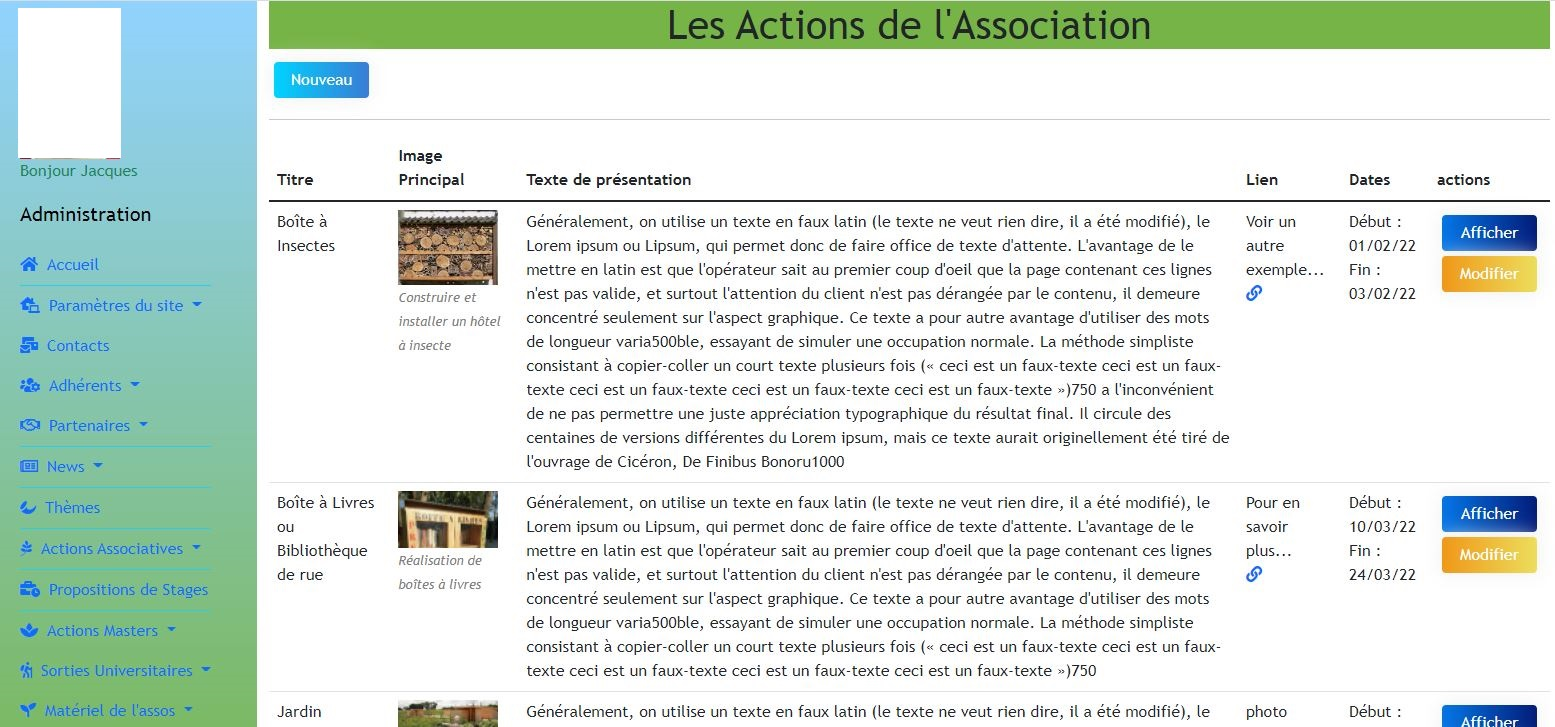 Les Actions de l'Association
Bonjour Jacques
Administration
Accueil
Paramètres du site
Contacts
Adhérents
Partenaires
News
Thèmes
Actions Associatives
Propositions de Stages
Actions Masters
Sorties Universitaires
Matériel de l'assos
Nouveau
Titre
Image
Principal
Texte de présentation
Lien
Dates
actions
Boîte à
Insectes
Construire et
installer un hôtel
à insecte
Généralement, on utilise un texte en faux latin (le texte ne veut rien dire, il a été modifié), le
Lorem ipsum ou Lipsum, qui permet donc de faire office de texte d'attente. L'avantage de le
mettre en latin est que l'opérateur sait au premier coup d'oeil que la page contenant ces lignes
n'est pas valide, et surtout l'attention du client n'est pas dérangée par le contenu, il demeure
concentré seulement sur l'aspect graphique. Ce texte a pour autre avantage d'utiliser des mots
de longueur varia500ble, essayant de simuler une occupation normale. La méthode simpliste
consistant à copier-coller un court texte plusieurs fois (« ceci est un faux-texte ceci est un faux-
texte ceci est un faux-texte ceci est un faux-texte ceci est un faux-texte »)750 a l'inconvénient
de ne pas permettre une juste appréciation typographique du résultat final. Il circule des
centaines de versions différentes du Lorem ipsum, mais ce texte aurait originellement été tiré de
l'ouvrage de Cicéron, De Finibus Bonoru1000
Voir un
autre
exemple...
Début :
01/02/22
Fin :
03/02/22
Afficher
Modifier
Boîte à Livres
ou
Bibliothèque
de rue
BOITE A LIVRES
Réalisation de
boîtes à livres
Généralement, on utilise un texte en faux latin (le texte ne veut rien dire, il a été modifié), le
Lorem ipsum ou Lipsum, qui permet donc de faire office de texte d'attente. L'avantage de le
mettre en latin est que l'opérateur sait au premier coup d'oeil que la page contenant ces lignes
n'est pas valide, et surtout l'attention du client n'est pas dérangée par le contenu, il demeure
concentré seulement sur l'aspect graphique. Ce texte a pour autre avantage d'utiliser des mots
de longueur varia500ble, essayant de simuler une occupation normale. La méthode simpliste
consistant à copier-coller un court texte plusieurs fois (« ceci est un faux-texte ceci est un faux-
texte ceci est un faux-texte ceci est un faux-texte ceci est un faux-texte »)750
Pour en
savoir
plus...
Début :
10/03/22
Fin :
24/03/22
Afficher
Modifier
Jardin
Généralement, on utilise un texte en faux latin (le texte ne veut rien dire, il a été modifié), le
photo
Début :
Afficher